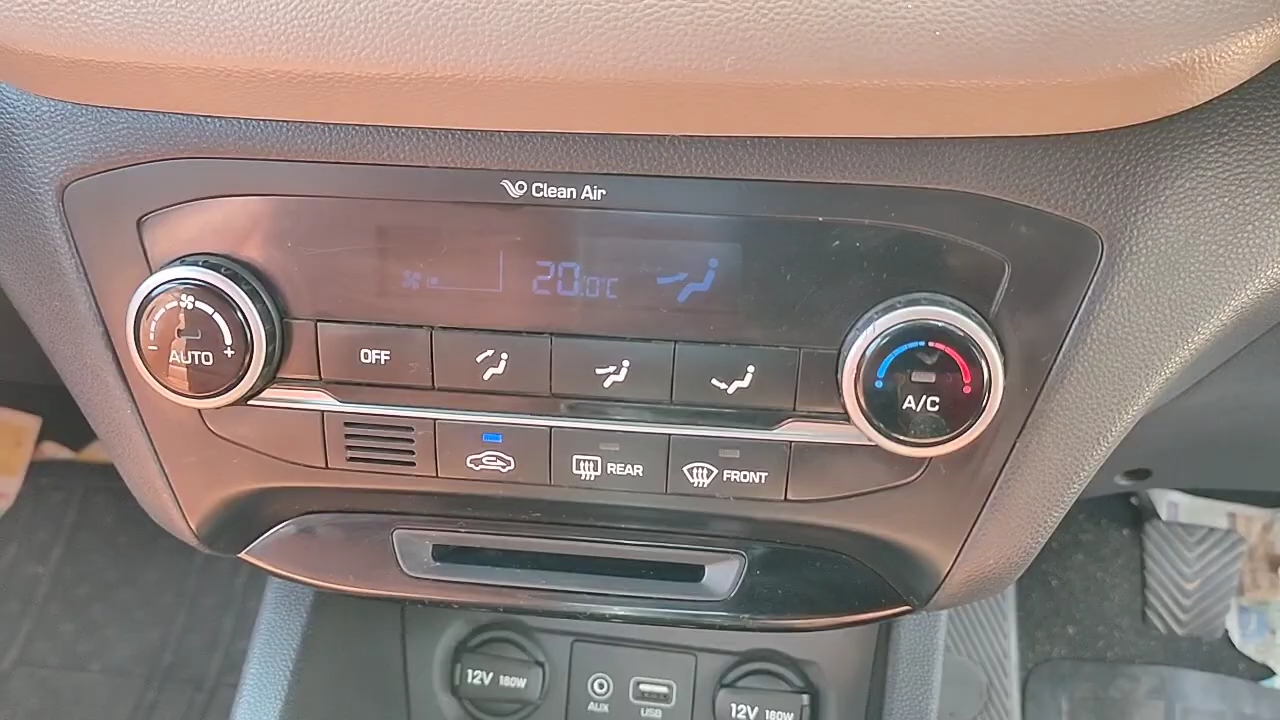 Clean Air
20.0°C
AUTO
- +
OFF
A/C
REAR
FRONT
12V 180W
AUX
USB
12V 180W